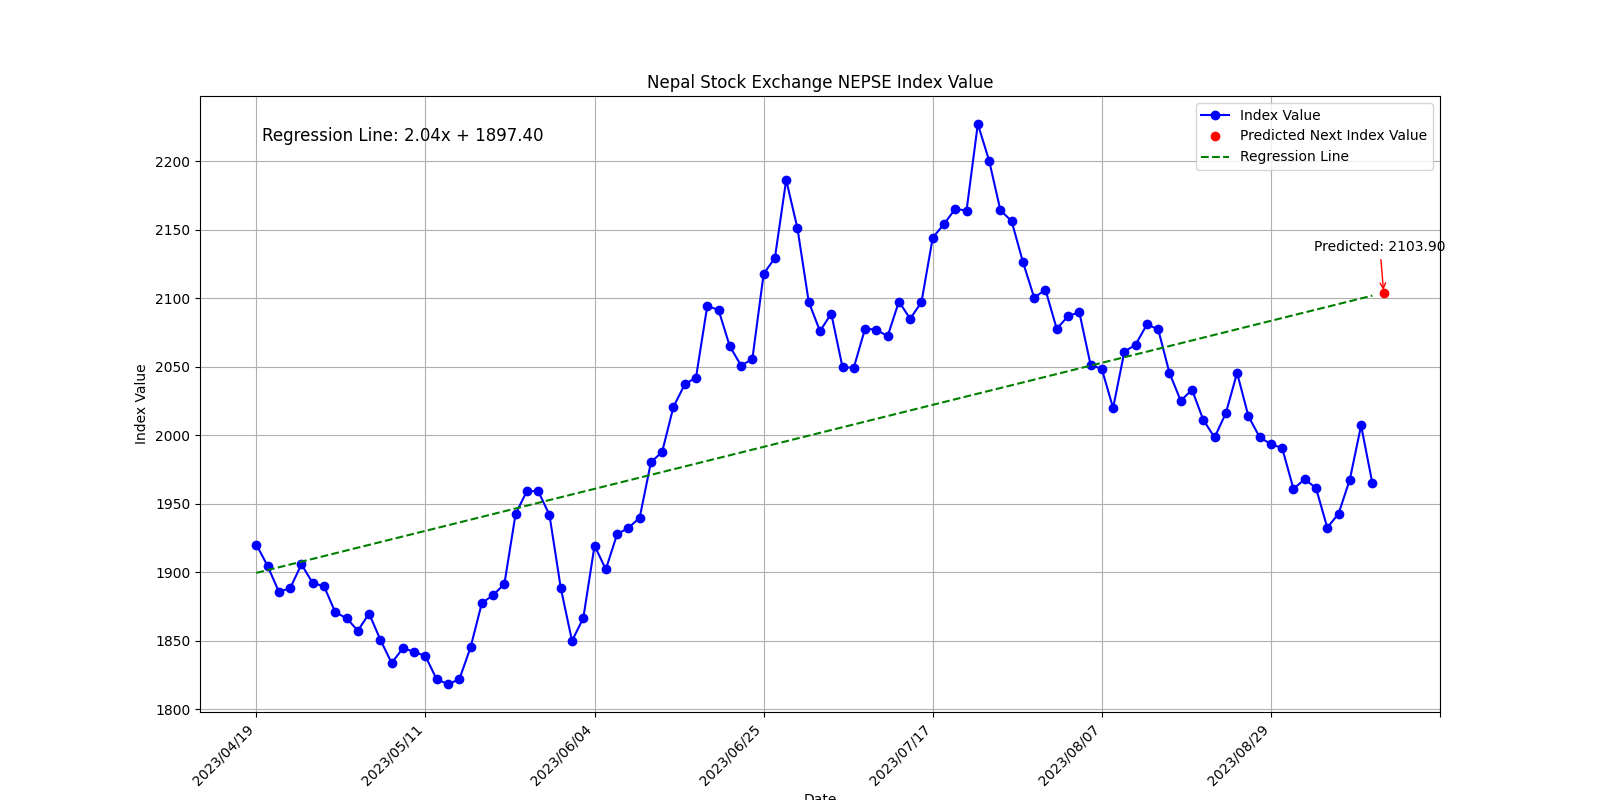 Nepal Stock Exchange NEPSE Index Value
Regression Line: 2.04x + 1897.40
Index Value
Predicted Next Index Value
Regression Line
Predicted: 2103.90
Index Value
2200
2150
2100
2050
2000
1950
1900
1850
1800
2023/04/19
2023/05/11
2023/06/04
2023/06/25
2023/07/17
2023/08/07
2023/08/29
Date